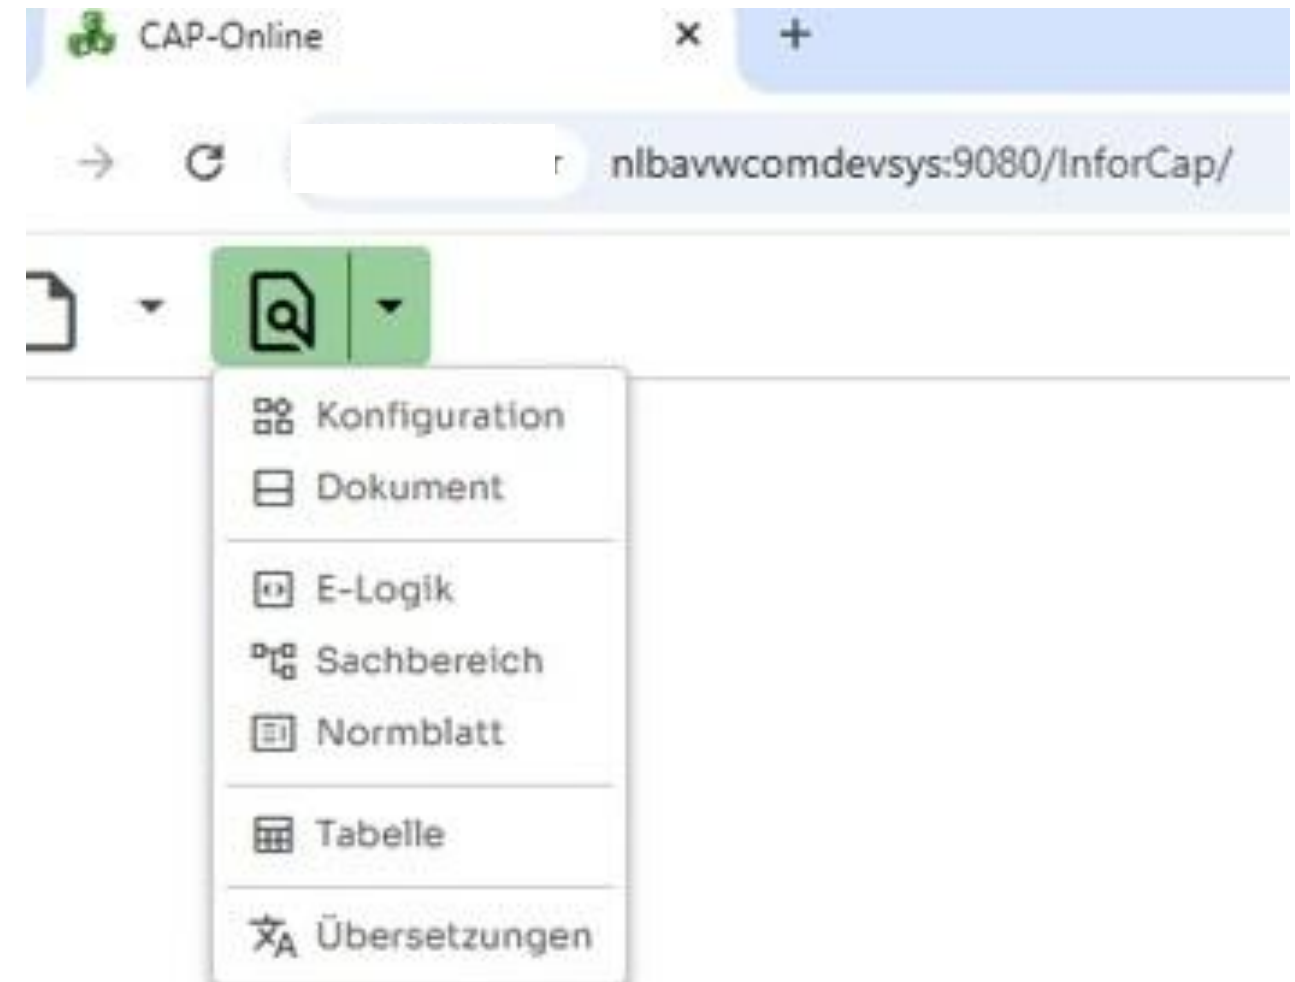 CAP-Online
nlbavwcomdevsys:9080/InforCap/
Konfiguration
Dokument
E-Logik
Sachbereich
Normblatt
Tabelle
Übersetzungen